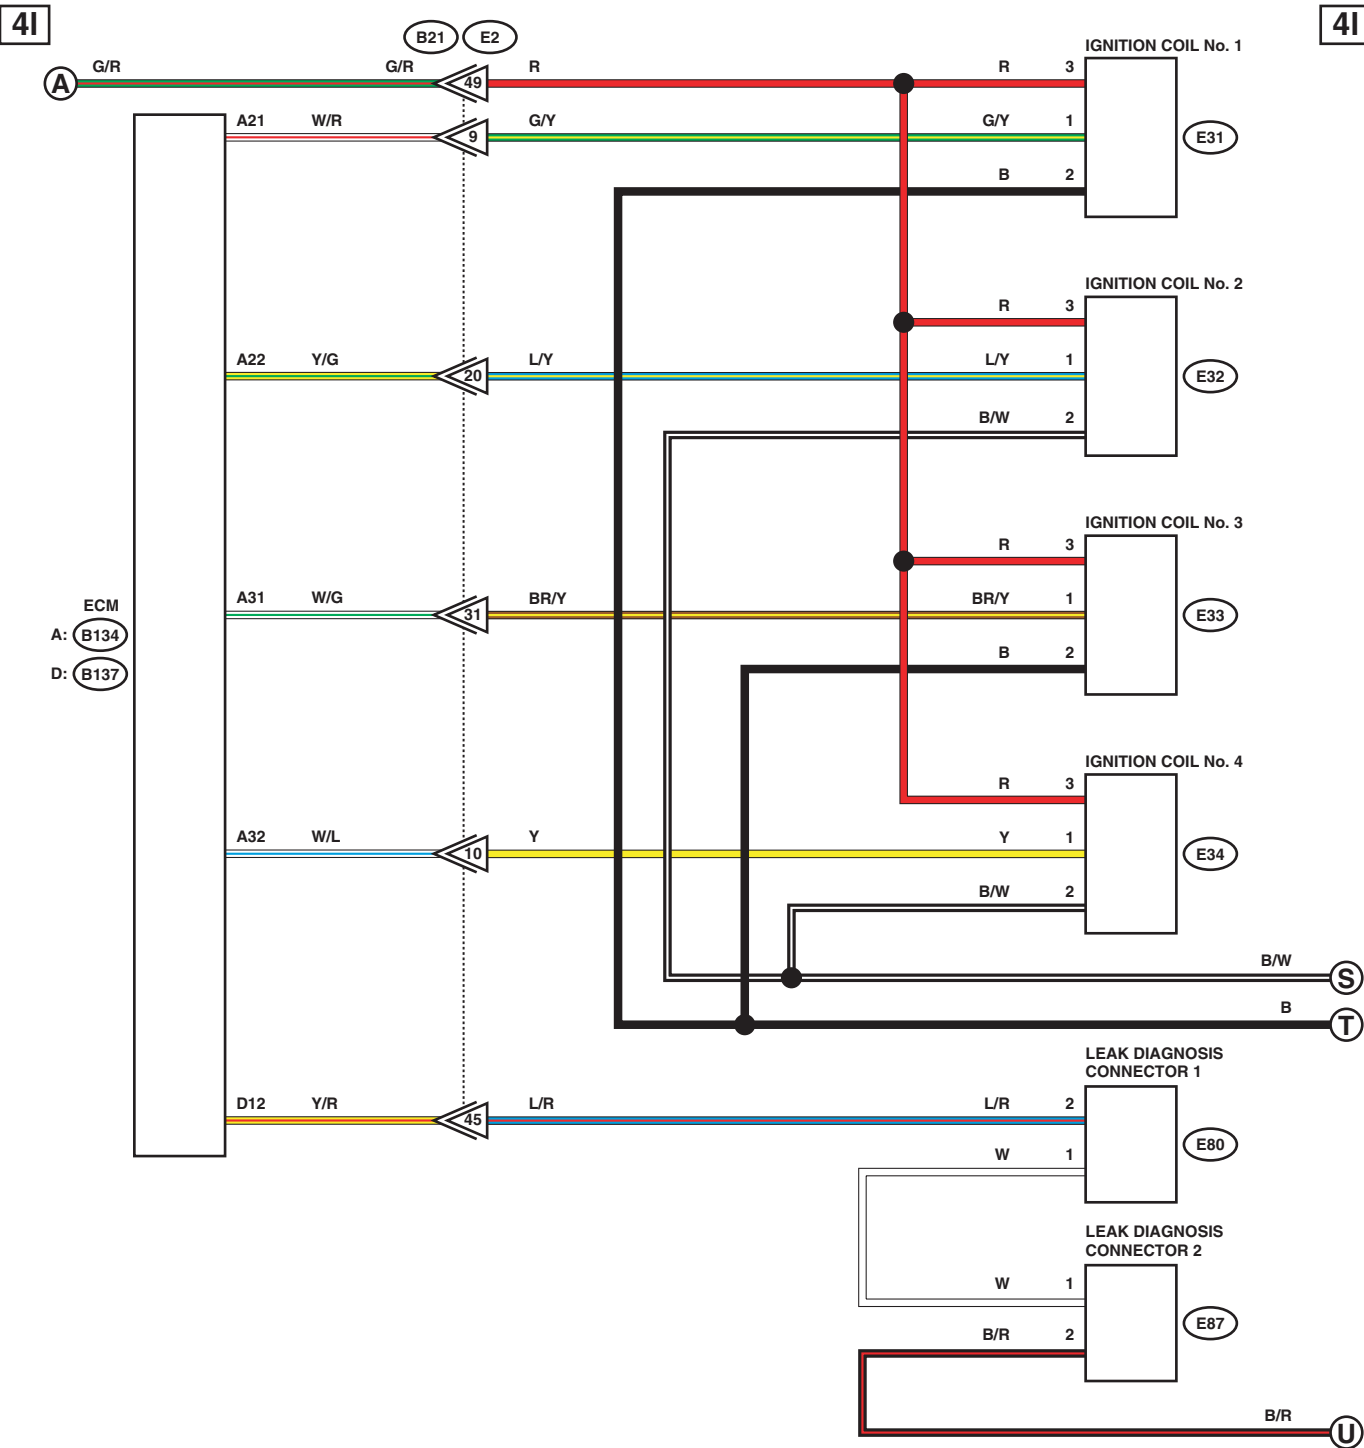 4I
4I
B21
E2
IGNITION COIL No. 1
A
G/R
G/R
49
R
R
3
A21
W/R
9
G/Y
G/Y
1
E31
B
2
IGNITION COIL No. 2
R
3
A22
Y/G
20
L/Y
L/Y
1
E32
B/W
2
IGNITION COIL No. 3
R
3
A31
W/G
31
BR/Y
BR/Y
1
E33
ECM
A: B134
D: B137
B
2
IGNITION COIL No. 4
R
3
A32
W/L
10
Y
Y
1
E34
B/W
2
B/W
S
B
T
LEAK DIAGNOSIS
CONNECTOR 1
D12
Y/R
45
L/R
L/R
2
E80
W
1
LEAK DIAGNOSIS
CONNECTOR 2
W
1
E87
B/R
2
B/R
U